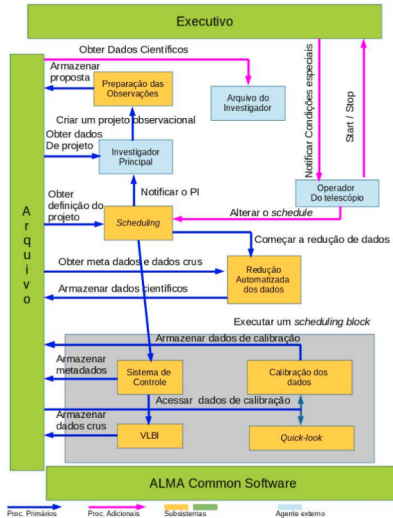 Executivo
Obter Dados Científicos
Armazenar
proposta
Preparação das
Observações
Arquivo do
Investigador
Notificar Condições especiais
Start / Stop
Criar um projeto observacional
Obter dados
De projeto
Investigador
Principal
Operador
Do telescópio
Notificar o PI
Obter
definição do
projeto
Scheduling
Alterar o schedule
Começar a redução de dados
Arquivo
Obter meta dados e dados crus
Redução
Automatizada
dos dados
Armazenar dados científicos
Executar um scheduling block
Armazenar dados de calibração
Armazenar
metadados
Sistema de
Controle
Calibração dos
dados
Acessar dados de calibração
Armazenar
dados crus
VLBI
Quick-look
ALMA Common Software
Proc. Primários
Proc. Adicionais
Subsistemas
Agente externo